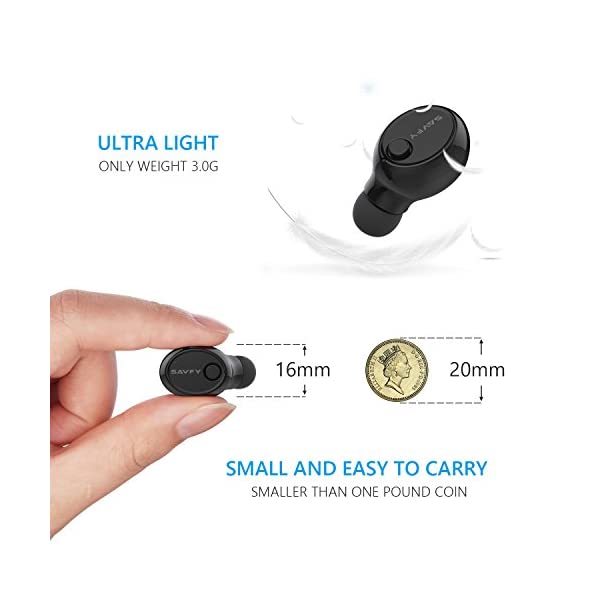 ULTRA LIGHT
ONLY WEIGHT 3.0G
SAVFY
SAVFY
16mm
20mm
SMALL AND EASY TO CARRY
SMALLER THAN ONE POUND COIN